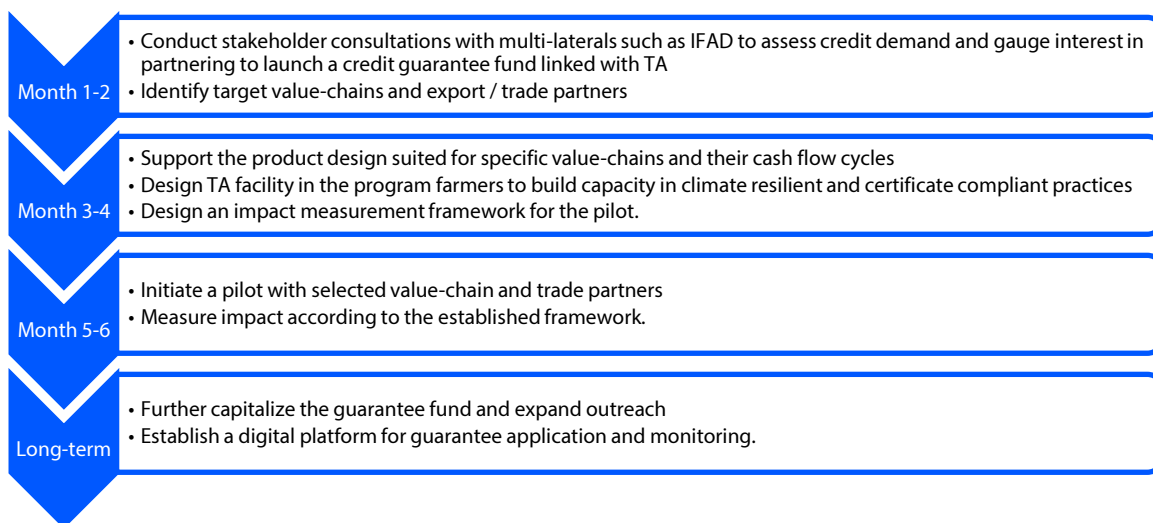 Month 1-2
• Conduct stakeholder consultations with multi-laterals such as IFAD to assess credit demand and gauge interest in
partnering to launch a credit guarantee fund linked with TA
• Identify target value-chains and export / trade partners
Month 3-4
• Support the product design suited for specific value-chains and their cash flow cycles
• Design TA facility in the program farmers to build capacity in climate resilient and certificate compliant practices
• Design an impact measurement framework for the pilot.
Month 5-6
• Initiate a pilot with selected value-chain and trade partners
• Measure impact according to the established framework.
Long-term
• Further capitalize the guarantee fund and expand outreach
• Establish a digital platform for guarantee application and monitoring.